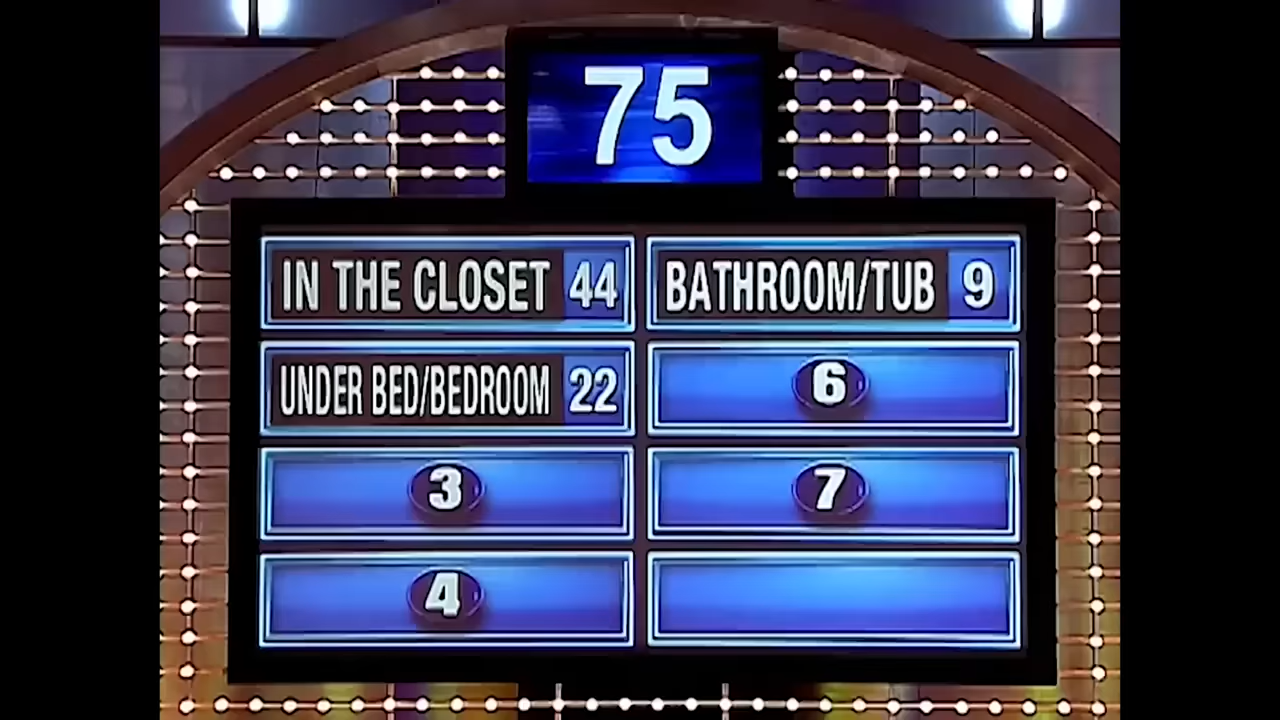 75
IN THE CLOSET 44
UNDER BED/BEDROOM 22
3
4
BATHROOM/TUB 9
6
7